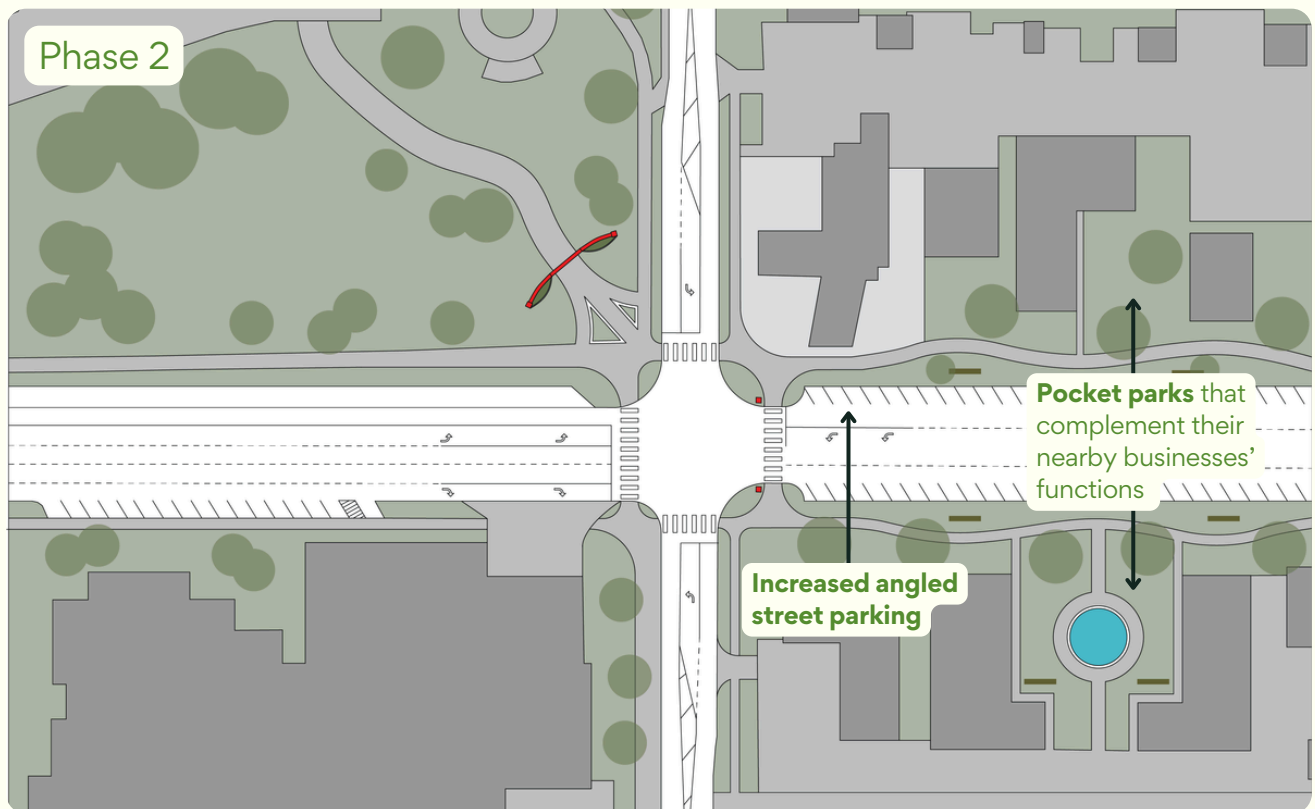 Phase 2
Pocket parks that
complement their
nearby businesses’
functions
Increased angled
street parking